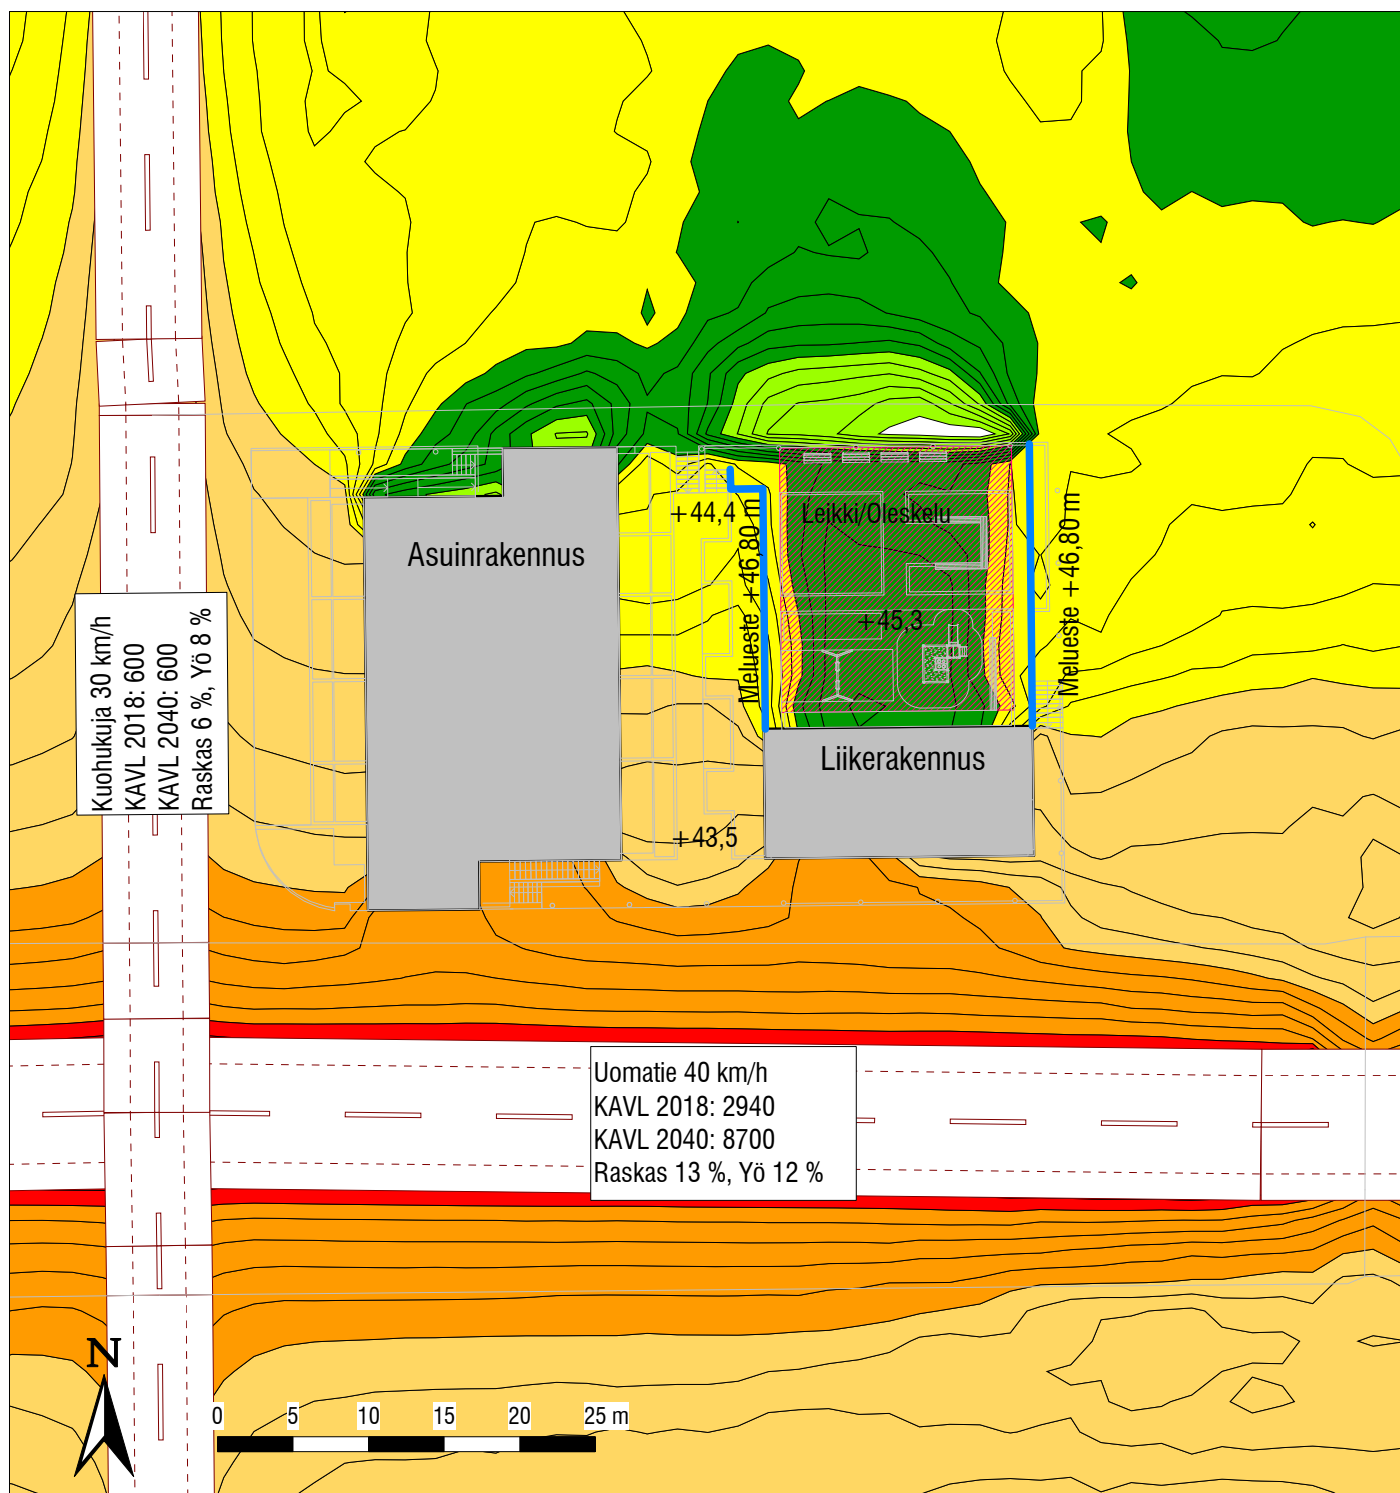 +44,4
Leikki/Oleskelu
Asuinrakennus
Melueste +46,80 m
Melueste +46,80 m
+45,3
Kuohukuja 30 km/h
KAVL 2018: 600
KAVL 2040: 600
Raskas 6 %, Yö 8 %
Liikerakennus
+43,5
Uomatie 40 km/h
KAVL 2018: 2940
KAVL 2040: 8700
Raskas 13 %, Yö 12 %
N
0 5 10 15 20 25 m